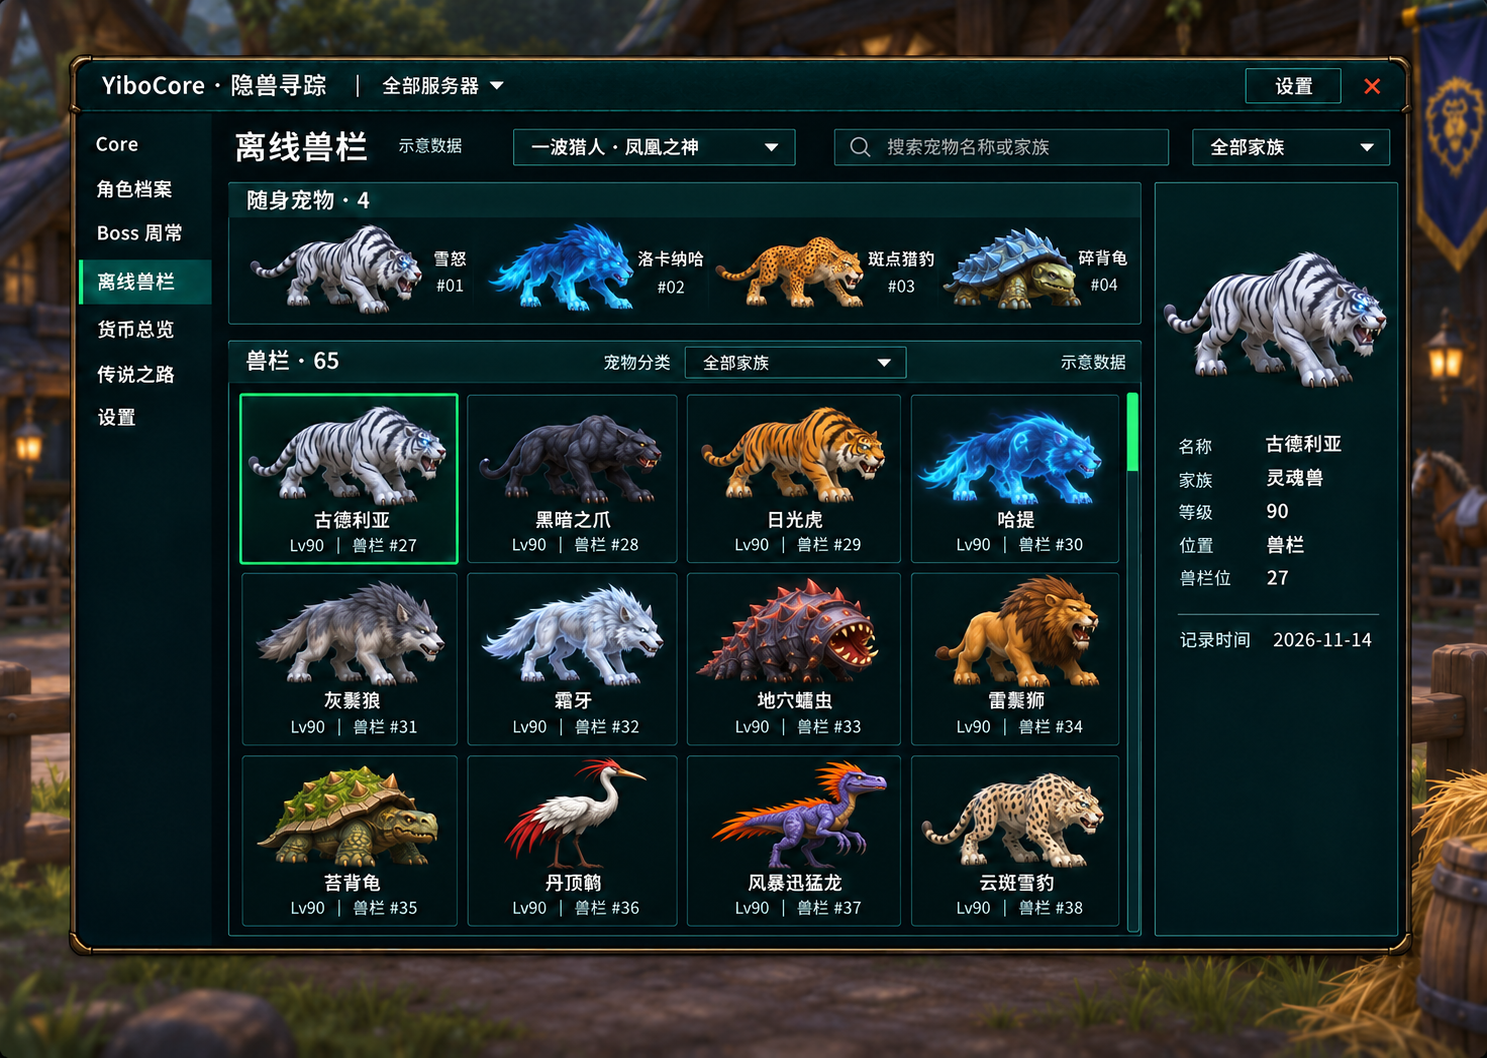 YiboCore · 隐兽寻踪 | 全部服务器
设置
Core
角色档案
Boss 周常
离线兽栏
货币总览
传说之路
设置
离线兽栏
示意数据
一波猎人 · 凤凰之神
搜索宠物名称或家族
全部家族
随身宠物 · 4
雪怒
#01
洛卡纳哈
#02
斑点猎豹
#03
碎背龟
#04
兽栏 · 65
宠物分类
全部家族
示意数据
古德利亚
Lv90 | 兽栏 #27
黑暗之爪
Lv90 | 兽栏 #28
日光虎
Lv90 | 兽栏 #29
哈提
Lv90 | 兽栏 #30
灰鬃狼
Lv90 | 兽栏 #31
霜牙
Lv90 | 兽栏 #32
地穴蠕虫
Lv90 | 兽栏 #33
雷鬃狮
Lv90 | 兽栏 #34
苔背龟
Lv90 | 兽栏 #35
丹顶鹤
Lv90 | 兽栏 #36
风暴迅猛龙
Lv90 | 兽栏 #37
云斑雪豹
Lv90 | 兽栏 #38
名称 古德利亚
家族 灵魂兽
等级 90
位置 兽栏
兽栏位 27
记录时间 2026-11-14